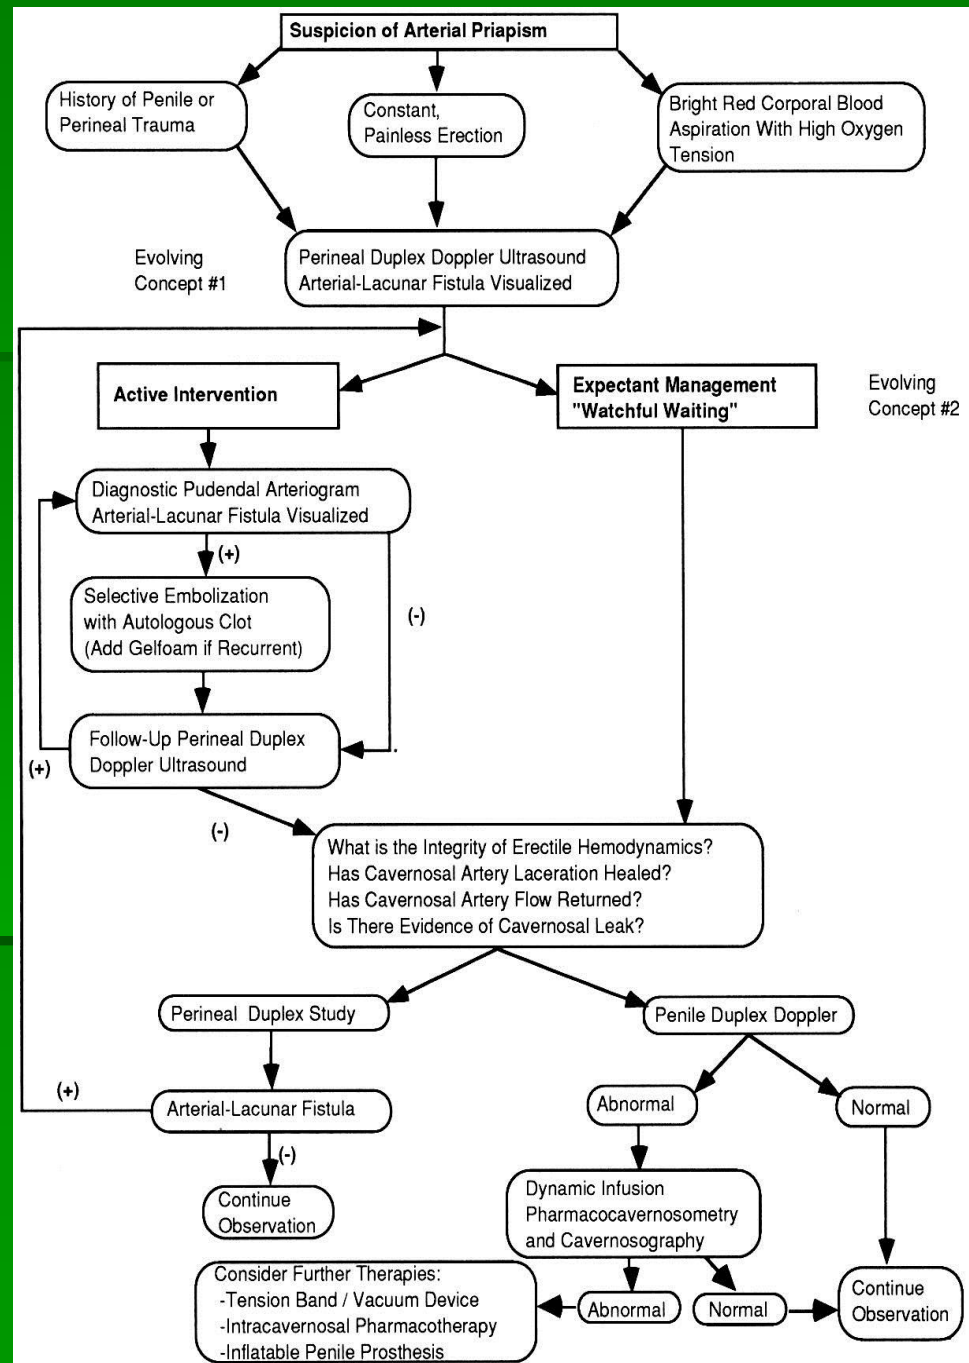 Suspicion of Arterial Priapism
History of Penile or
Perineal Trauma
Constant,
Painless Erection
Bright Red Corporal Blood
Aspiration With High Oxygen
Tension
Evolving
Concept #1
Perineal Duplex Doppler Ultrasound
Arterial-Lacunar Fistula Visualized
Active Intervention
Expectant Management
"Watchful Waiting"
Evolving
Concept #2
Diagnostic Pudendal Arteriogram
Arterial-Lacunar Fistula Visualized
(+)
Selective Embolization
with Autologous Clot
(Add Gelfoam if Recurrent)
(-)
Follow-Up Perineal Duplex
Doppler Ultrasound
(+)
(-)
What is the Integrity of Erectile Hemodynamics?
Has Cavernosal Artery Laceration Healed?
Has Cavernosal Artery Flow Returned?
Is There Evidence of Cavernosal Leak?
Perineal Duplex Study
Penile Duplex Doppler
(+)
Arterial-Lacunar Fistula
Abnormal
Normal
(-)
Continue
Observation
Dynamic Infusion
Pharmacocavernosometry
and Cavernosography
Consider Further Therapies:
-Tension Band / Vacuum Device
-Intracavernosal Pharmacotherapy
-Inflatable Penile Prosthesis
Abnormal
Normal
Continue
Observation